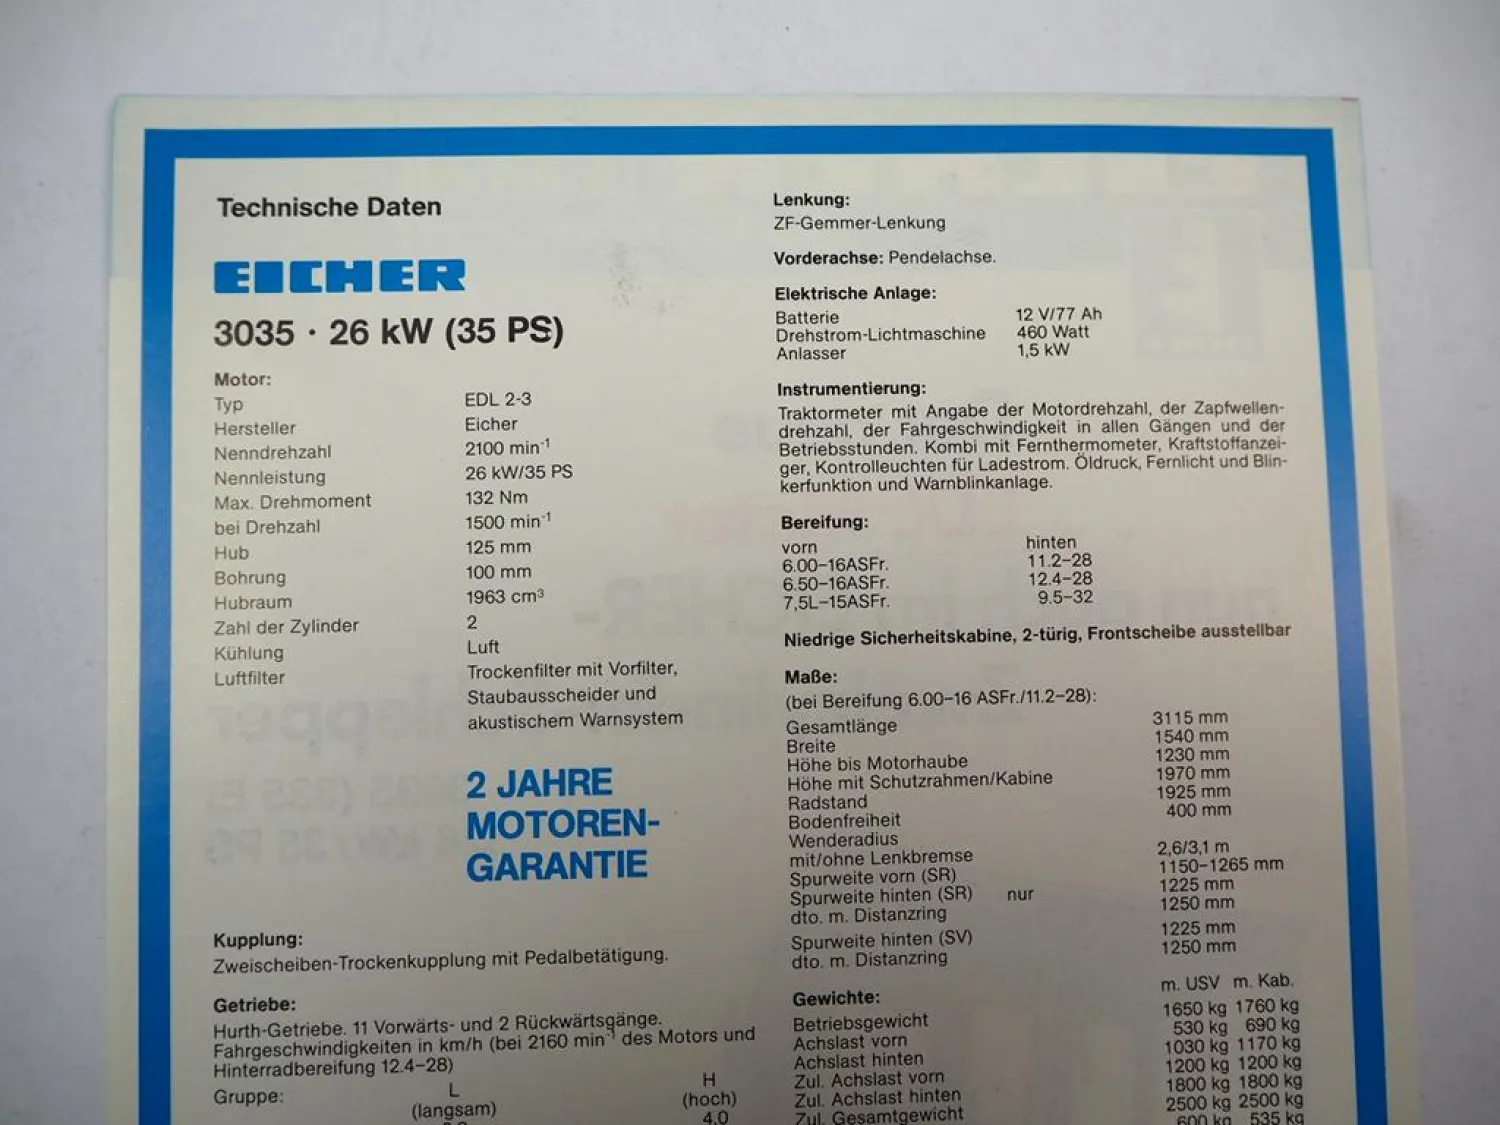 Technische Daten
EICHER
3035 · 26 kW (35 PS)
Motor:
Typ EDL 2-3
Hersteller Eicher
Nenndrehzahl 2100 min⁻¹
Nennleistung 26 kW/35 PS
Max. Drehmoment 132 Nm
bei Drehzahl 1500 min⁻¹
Hub 125 mm
Bohrung 100 mm
Hubraum 1963 cm³
Zahl der Zylinder 2
Kühlung Luft
Luftfilter Trockenfilter mit Vorfilter,
Staubausscheider und
akustischem Warnsystem
2 JAHRE
MOTOREN-
GARANTIE
Kupplung:
Zweischeiben-Trockenkupplung mit Pedalbetätigung.
Getriebe:
Hurth-Getriebe. 11 Vorwärts- und 2 Rückwärtsgänge.
Fahrgeschwindigkeiten in km/h (bei 2160 min⁻¹ des Motors und
Hinterradbereifung 12.4–28)
Gruppe: L H
(langsam) (hoch)
4,0
Lenkung:
ZF-Gemmer-Lenkung
Vorderachse: Pendelachse.
Elektrische Anlage:
Batterie 12 V/77 Ah
Drehstrom-Lichtmaschine 460 Watt
Anlasser 1,5 kW
Instrumentierung:
Traktormeter mit Angabe der Motordrehzahl, der Zapfwellen-
drehzahl, der Fahrgeschwindigkeit in allen Gängen und der
Betriebsstunden. Kombi mit Fernthermometer, Kraftstoffanzei-
ger, Kontrolleuchten für Ladestrom. Öldruck, Fernlicht und Blin-
kerfunktion und Warnblinkanlage.
Bereifung:
vorn hinten
6.00–16ASFr. 11.2–28
6.50–16ASFr. 12.4–28
7,5L–15ASFr. 9.5–32
Niedrige Sicherheitskabine, 2-türig, Frontscheibe ausstellbar
Maße:
(bei Bereifung 6.00–16 ASFr./11.2–28):
Gesamtlänge 3115 mm
Breite 1540 mm
Höhe bis Motorhaube 1230 mm
Höhe mit Schutzrahmen/Kabine 1970 mm
Radstand 1925 mm
Bodenfreiheit 400 mm
Wenderadius
mit/ohne Lenkbremse 2,6/3,1 m
Spurweite vorn (SR) 1150–1265 mm
Spurweite hinten (SR) nur 1225 mm
dto. m. Distanzring 1250 mm
Spurweite hinten (SV) 1225 mm
dto. m. Distanzring 1250 mm
Gewichte: m. USV m. Kab.
Betriebsgewicht 1650 kg 1760 kg
Achslast vorn 530 kg 690 kg
Achslast hinten 1030 kg 1170 kg
Zul. Achslast vorn 1200 kg 1200 kg
Zul. Achslast hinten 1800 kg 1800 kg
Zul. Gesamtgewicht 2500 kg 2500 kg
600 kg 535 kg